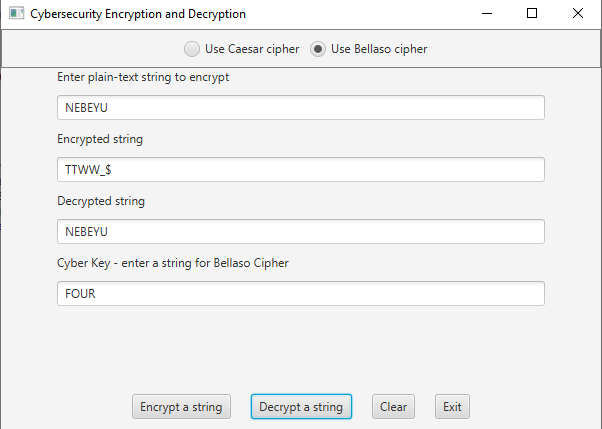 Cybersecurity Encryption and Decryption
Use Caesar cipher Use Bellaso cipher
Enter plain-text string to encrypt
NEBEYU
Encrypted string
TTWW_$
Decrypted string
NEBEYU
Cyber Key - enter a string for Bellaso Cipher
FOUR
Encrypt a string Decrypt a string Clear Exit